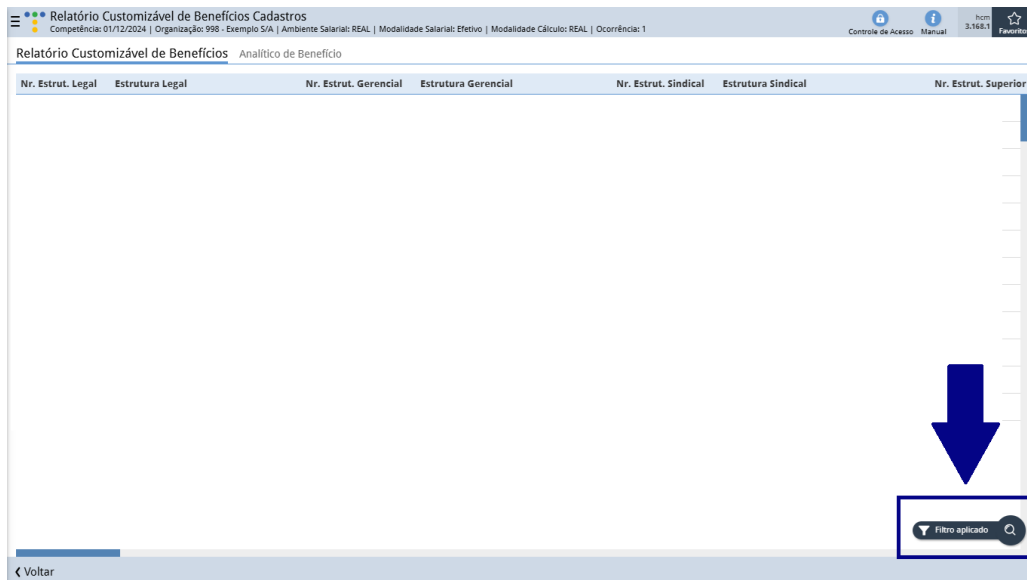 Relatório Customizável de Benefícios Cadastros
Competência: 01/12/2024 | Organização: 998 - Exemplo S/A | Ambiente Salarial: REAL | Modalidade Salarial: Efetivo | Modalidade Cálculo: REAL | Ocorrência: 1
Controle de Acesso
Manual
hcm
3.168.1
Favorito
Relatório Customizável de Benefícios Analítico de Benefício
Nr. Estrut. Legal Estrutura Legal Nr. Estrut. Gerencial Estrutura Gerencial Nr. Estrut. Sindical Estrutura Sindical Nr. Estrut. Superior
Filtro aplicado
Voltar